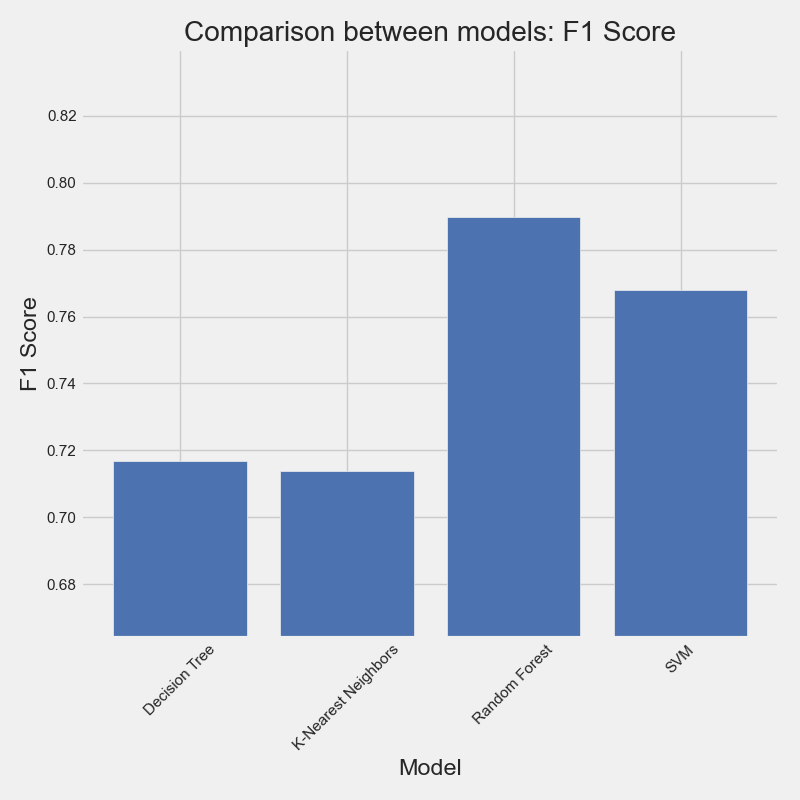 Comparison between models: F1 Score
0.82
0.80
0.78
0.76
0.74
0.72
0.70
0.68
F1 Score
Decision Tree
K-Nearest Neighbors
Random Forest
SVM
Model